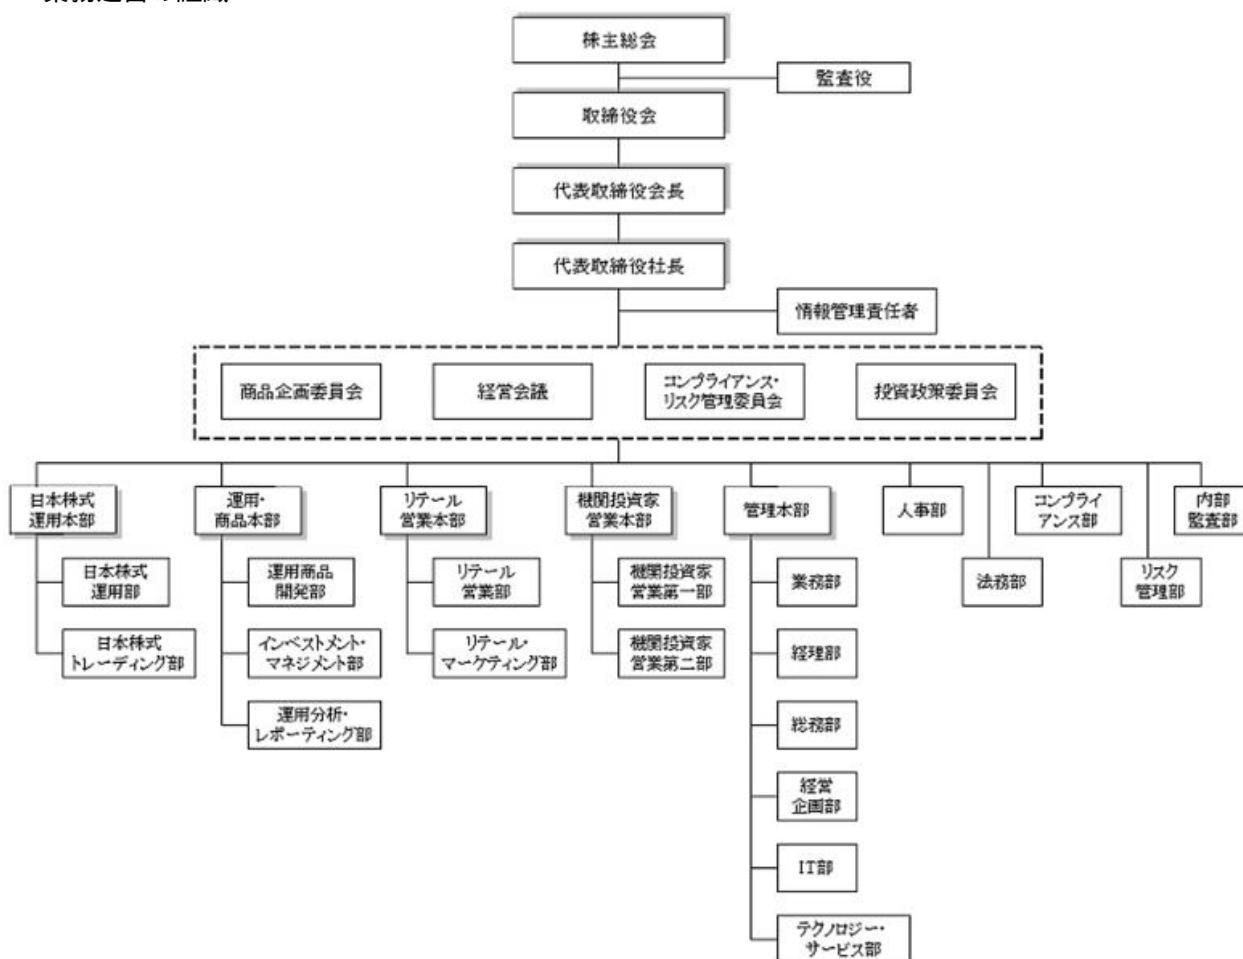 株主総会
監査役
取締役会
代表取締役会長
代表取締役社長
情報管理責任者
商品企画委員会
経営会議
コンプライアンス・
リスク管理委員会
投資政策委員会
日本株式
運用本部
運用・
商品本部
リテール
営業本部
機関投資家
営業本部
管理本部
人事部
コンプライ
アンス部
内部
監査部
日本株式
運用部
運用商品
開発部
リテール
営業部
機関投資家
営業第一部
業務部
法務部
リスク
管理部
日本株式
トレーディング部
インベストメント・
マネジメント部
リテール・
マーケティング部
機関投資家
営業第二部
経理部
運用分析・
レポーティング部
総務部
経営
企画部
IT部
テクノロジー・
サービス部